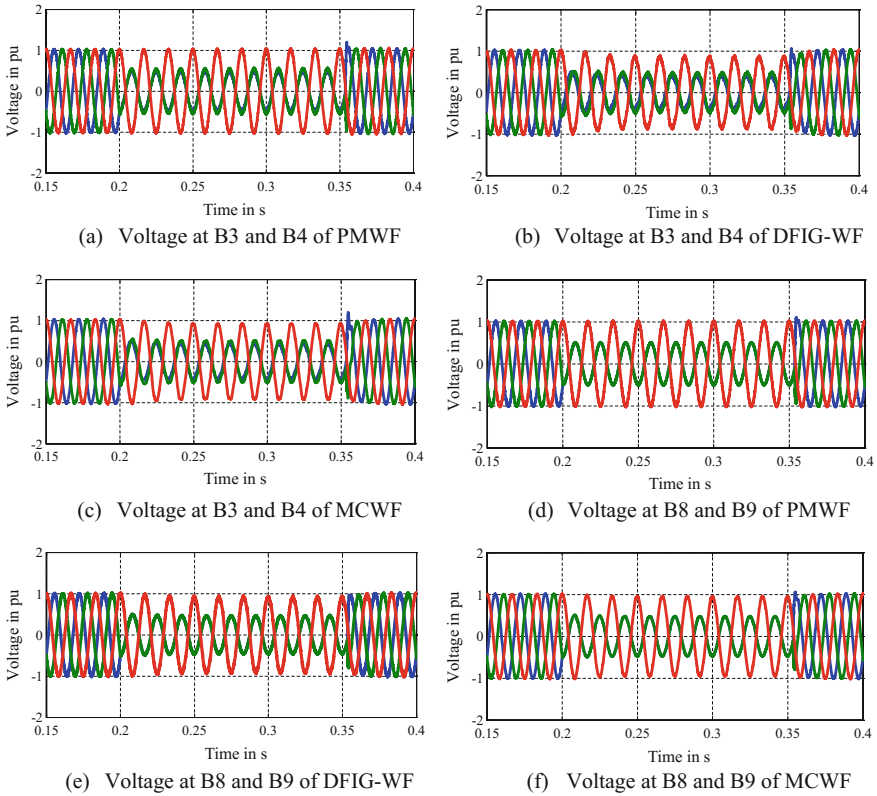 2
1
0
-1
-2
Voltage in pu
0.15 0.2 0.25 0.3 0.35 0.4
Time in s
(a) Voltage at B3 and B4 of PMWF
2
1
0
-1
-2
Voltage in pu
0.15 0.2 0.25 0.3 0.35 0.4
Time in s
(b) Voltage at B3 and B4 of DFIG-WF
2
1
0
-1
-2
Voltage in pu
0.15 0.2 0.25 0.3 0.35 0.4
Time in s
(c) Voltage at B3 and B4 of MCWF
2
1
0
-1
-2
Voltage in pu
0.15 0.2 0.25 0.3 0.35 0.4
Time in s
(d) Voltage at B8 and B9 of PMWF
2
1
0
-1
-2
Voltage in pu
0.15 0.2 0.25 0.3 0.35 0.4
Time in s
(e) Voltage at B8 and B9 of DFIG-WF
2
1
0
-1
-2
Voltage in pu
0.15 0.2 0.25 0.3 0.35 0.4
Time in s
(f) Voltage at B8 and B9 of MCWF